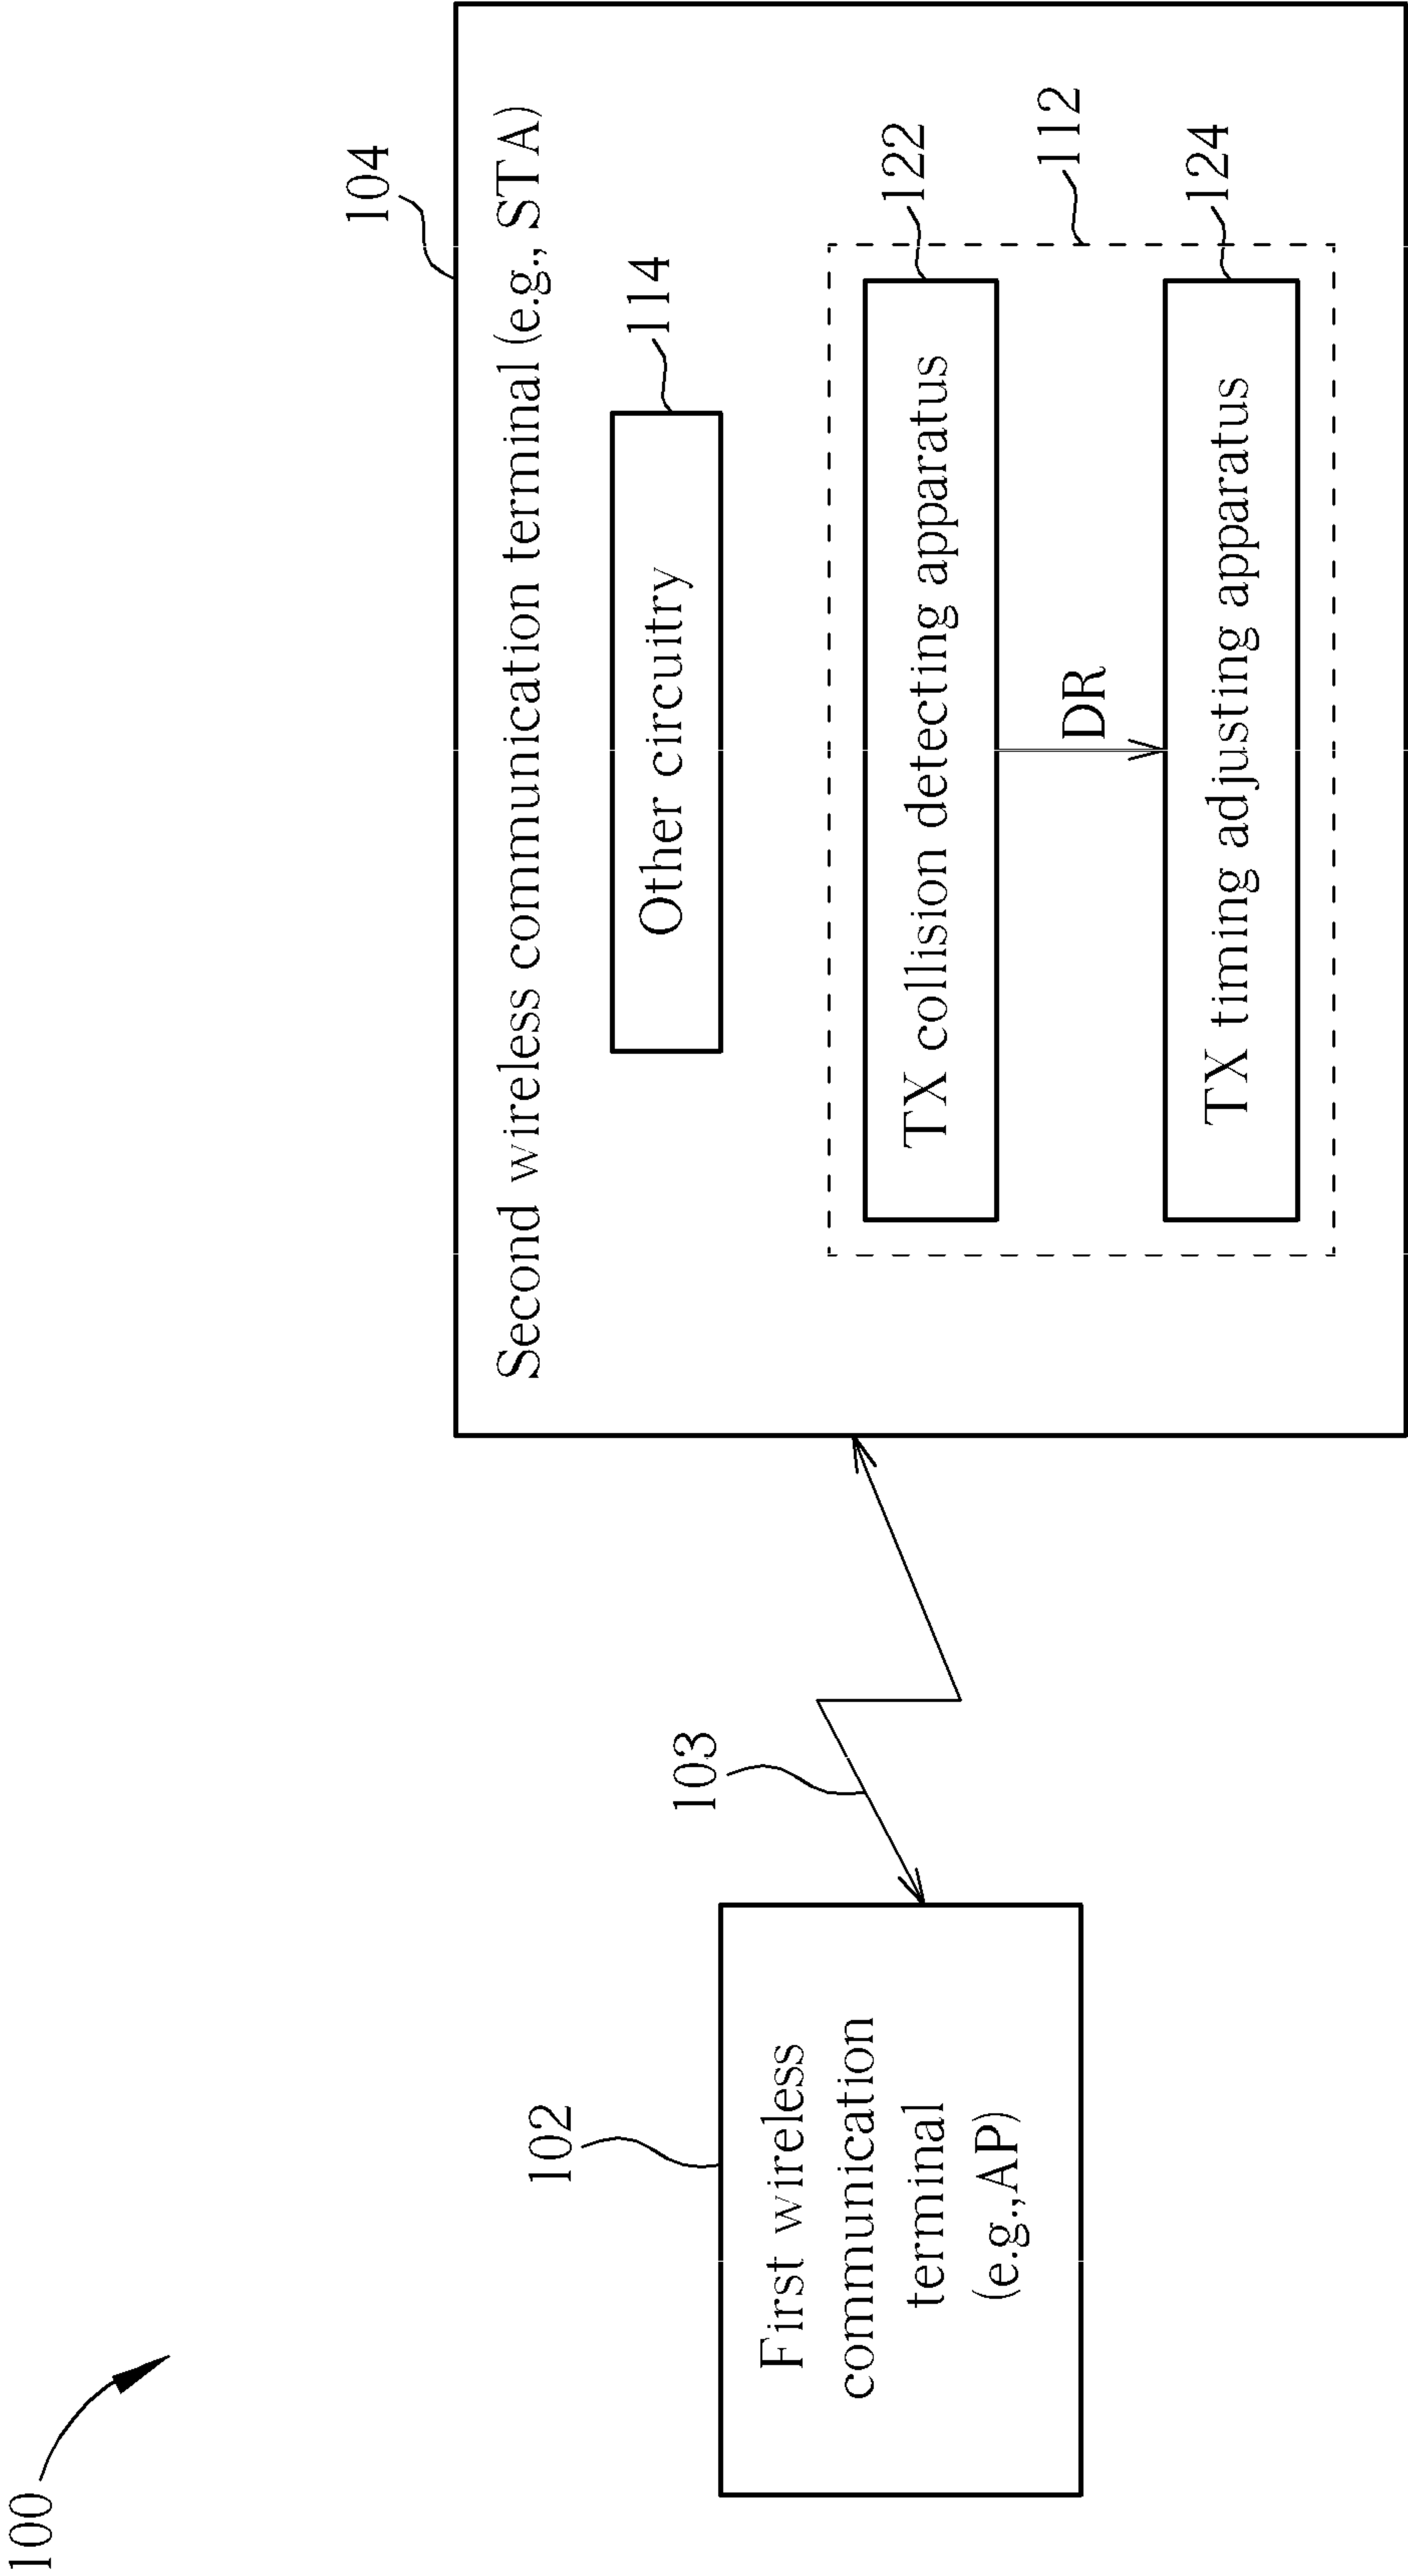 100
102
First wireless
communication
terminal
(e.g.,AP)
103
104
Second wireless communication terminal (e.g., STA)
Other circuitry
114
TX collision detecting apparatus
122
DR
112
TX timing adjusting apparatus
124